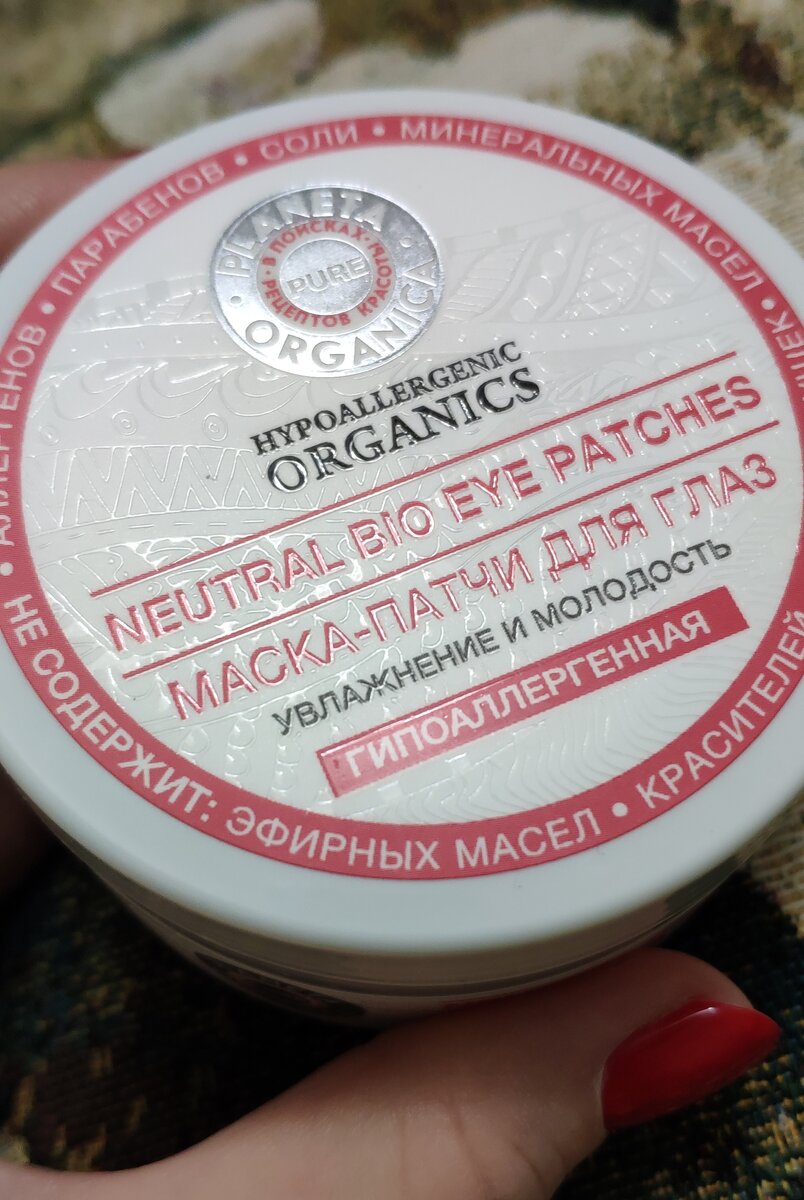 PLANETA
ORGANICA
В ПОИСКАХ
РЕЦЕПТОВ КРАСОТЫ
PURE
HYPOALLERGENIC
ORGANICS
NEUTRAL BIO EYE PATCHES
МАСКА-ПАТЧИ ДЛЯ ГЛАЗ
УВЛАЖНЕНИЕ И МОЛОДОСТЬ
ГИПОАЛЛЕРГЕННАЯ
НЕ СОДЕРЖИТ: ЭФИРНЫХ МАСЕЛ • КРАСИТЕЛЕЙ
АЛЛЕРГЕНОВ • ПАРАБЕНОВ • СОЛИ • МИНЕРАЛЬНЫХ МАСЕЛ •